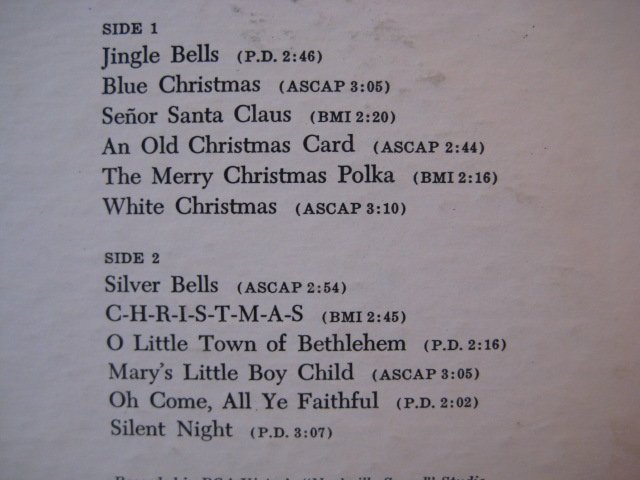 SIDE 1
Jingle Bells (P.D. 2:46)
Blue Christmas (ASCAP 3:05)
Señor Santa Claus (BMI 2:20)
An Old Christmas Card (ASCAP 2:44)
The Merry Christmas Polka (BMI 2:16)
White Christmas (ASCAP 3:10)
SIDE 2
Silver Bells (ASCAP 2:54)
C-H-R-I-S-T-M-A-S (BMI 2:45)
O Little Town of Bethlehem (P.D. 2:16)
Mary's Little Boy Child (ASCAP 3:05)
Oh Come, All Ye Faithful (P.D. 2:02)
Silent Night (P.D. 3:07)